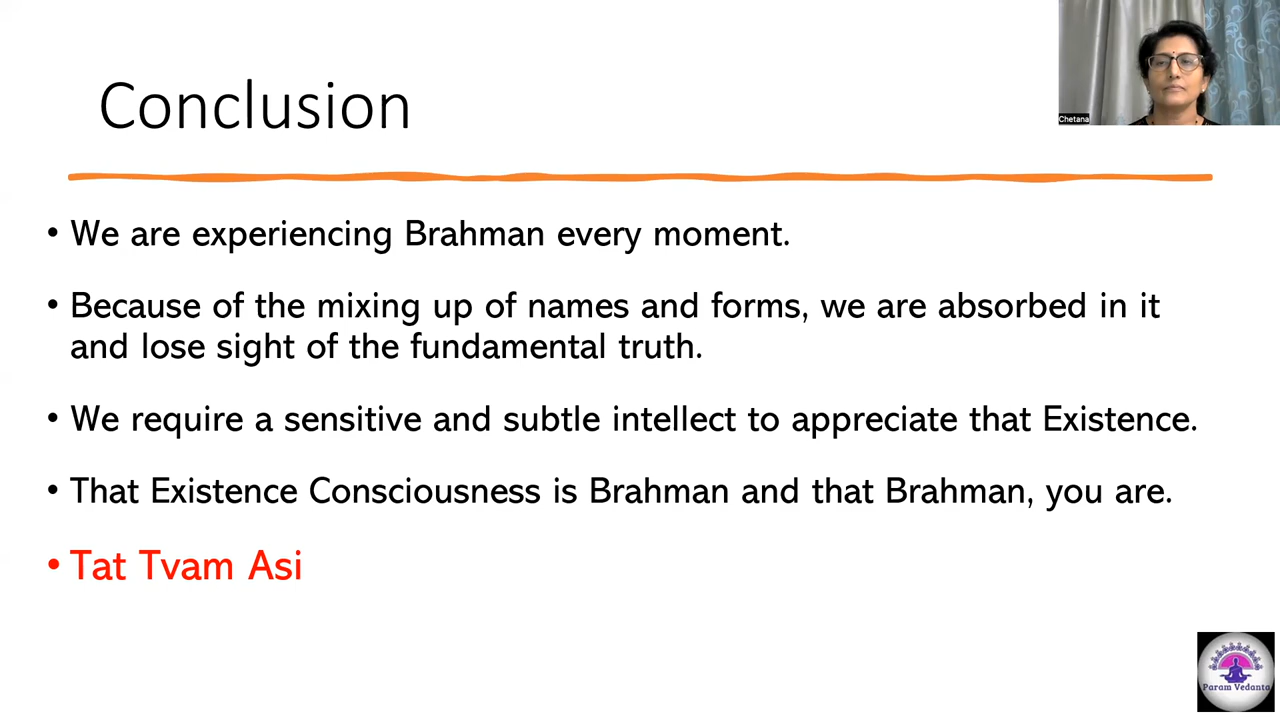 Conclusion
Chetana
• We are experiencing Brahman every moment.
• Because of the mixing up of names and forms, we are absorbed in it
and lose sight of the fundamental truth.
• We require a sensitive and subtle intellect to appreciate that Existence.
• That Existence Consciousness is Brahman and that Brahman, you are.
• Tat Tvam Asi
Param Vedanta